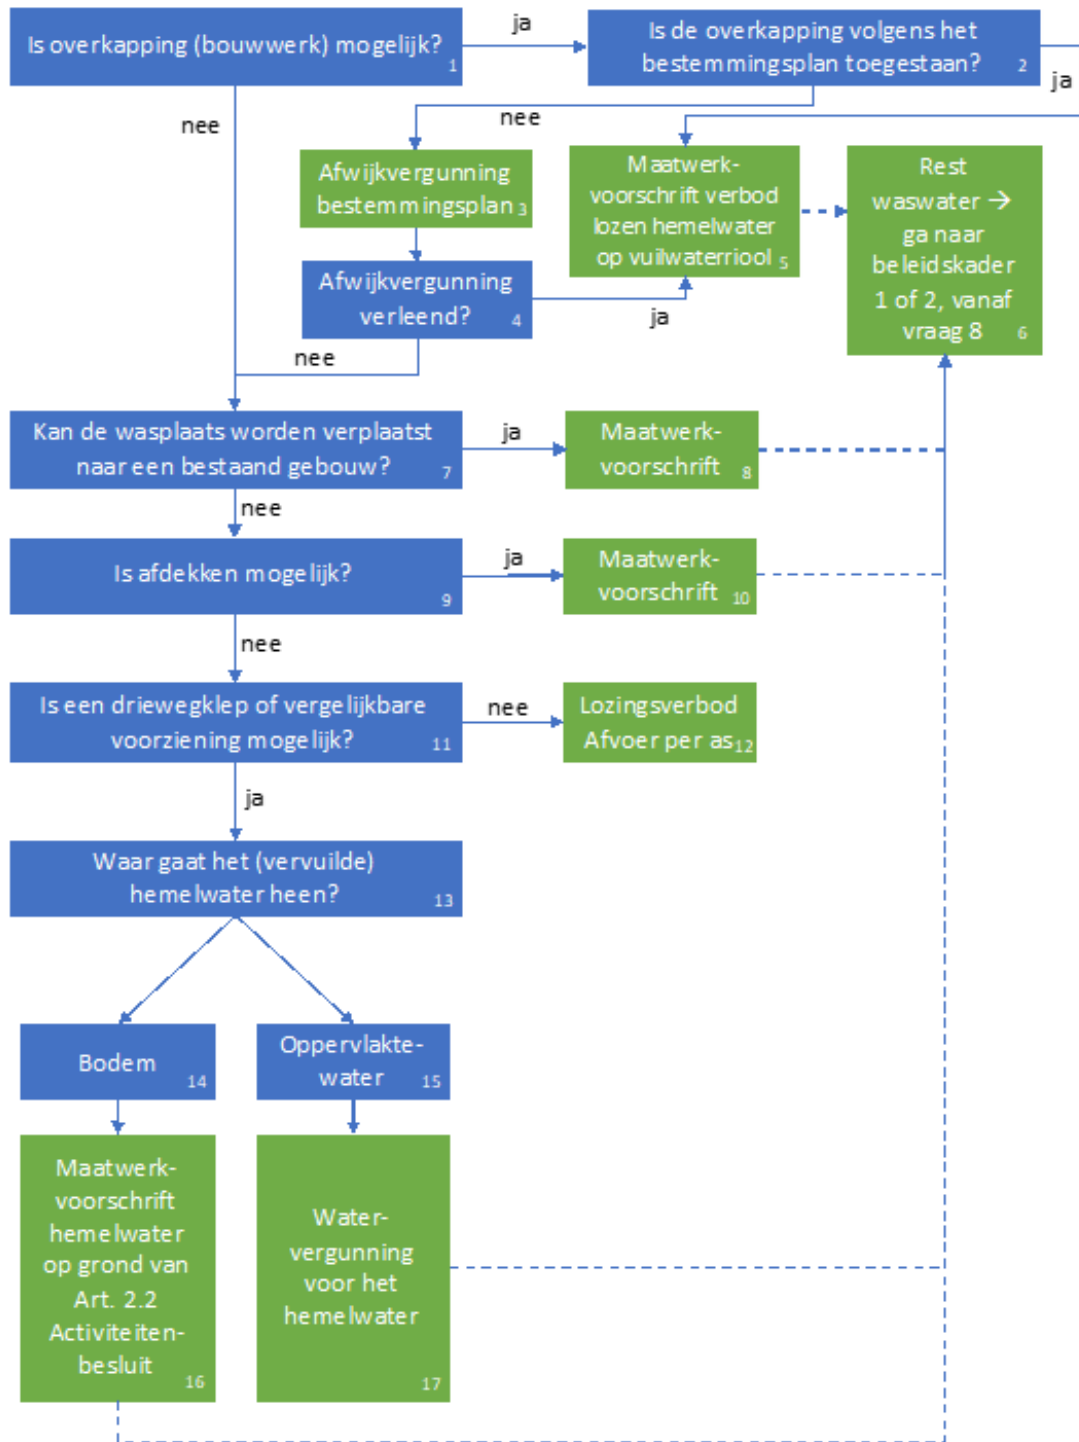 Is overkapping (bouwwerk) mogelijk?
1
ja
Is de overkapping volgens het
bestemmingsplan toegestaan?
2
ja
nee
nee
Afwijkvergunning
bestemmingsplan
3
Maatwerk-
voorschrift verbod
lozen hemelwater
op vuilwaterriool
5
Rest
waswater →
ga naar
beleidskader
1 of 2, vanaf
vraag 8
6
Afwijkvergunning
verleend?
4
ja
nee
Kan de wasplaats worden verplaatst
naar een bestaand gebouw?
7
ja
Maatwerk-
voorschrift
8
nee
Is afdekken mogelijk?
9
ja
Maatwerk-
voorschrift
10
nee
Is een driewegklep of vergelijkbare
voorziening mogelijk?
11
nee
Lozingsverbod
Afvoer per as
12
ja
Waar gaat het (vervuilde)
hemelwater heen?
13
Bodem
14
Oppervlakte-
water
15
Maatwerk-
voorschrift
hemelwater
op grond van
Art. 2.2
Activiteiten-
besluit
16
Water-
vergunning
voor het
hemelwater
17